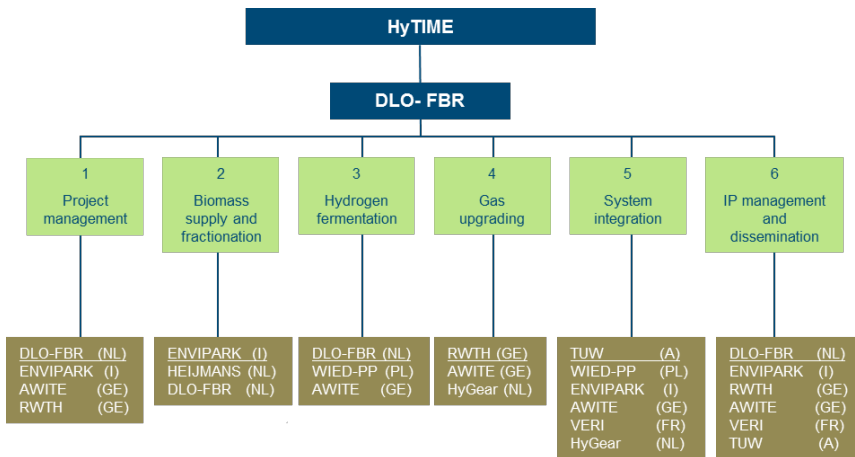 HyTIME
DLO- FBR
1
Project
management
2
Biomass
supply and
fractionation
3
Hydrogen
fermentation
4
Gas
upgrading
5
System
integration
6
IP management
and
dissemination
DLO-FBR (NL)
ENVIPARK (I)
AWITE (GE)
RWTH (GE)
ENVIPARK (I)
HEIJMANS (NL)
DLO-FBR (NL)
DLO-FBR (NL)
WIED-PP (PL)
AWITE (GE)
RWTH (GE)
AWITE (GE)
HyGear (NL)
TUW (A)
WIED-PP (PL)
ENVIPARK (I)
AWITE (GE)
VERI (FR)
HyGear (NL)
DLO-FBR (NL)
ENVIPARK (I)
RWTH (GE)
AWITE (GE)
VERI (FR)
TUW (A)